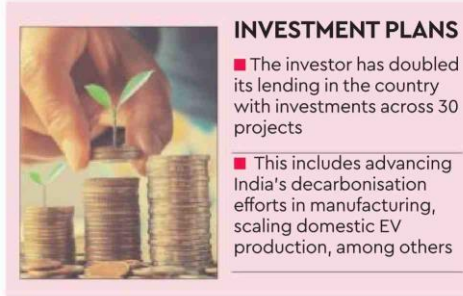 INVESTMENT PLANS
■ The investor has doubled
its lending in the country
with investments across 30
projects
■ This includes advancing
India's decarbonisation
efforts in manufacturing,
scaling domestic EV
production, among others